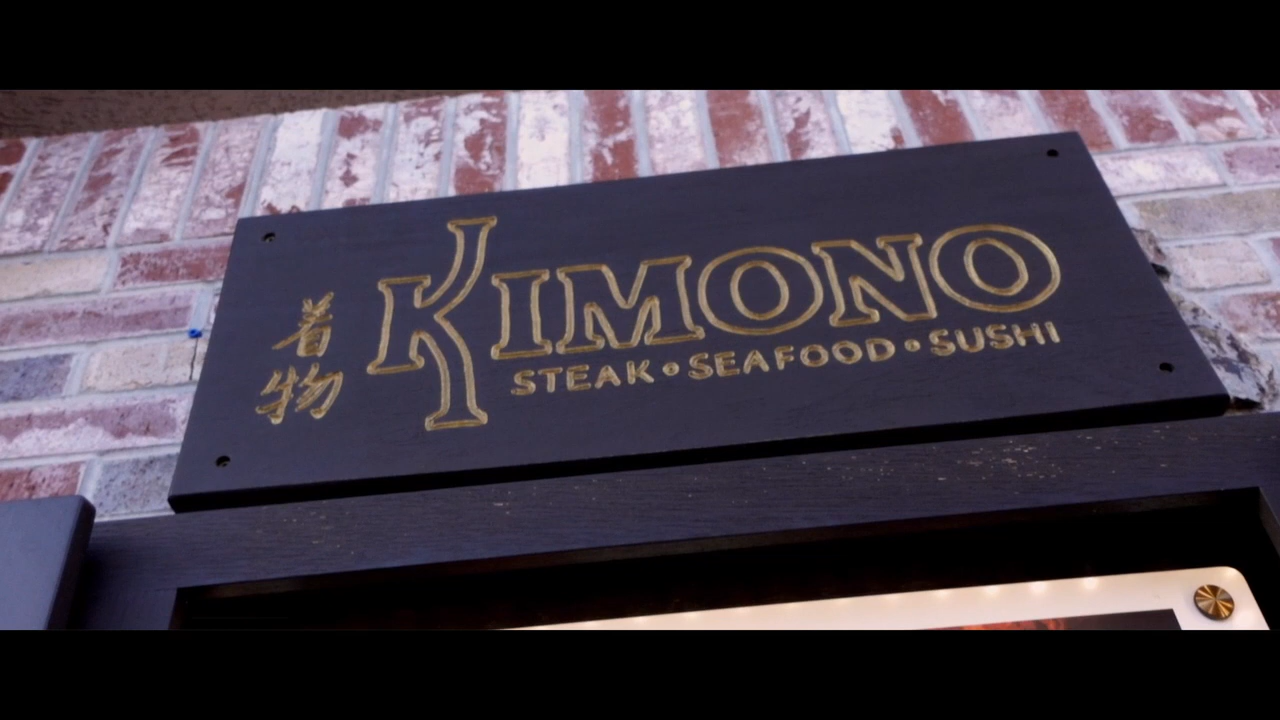 着物
KIMONO
STEAK • SEAFOOD • SUSHI